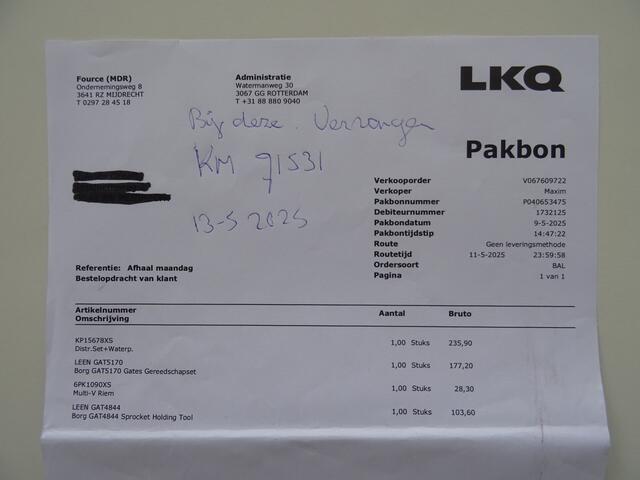 Fource (MDR)
Ondernemingsweg 8
3641 RZ MIJDRECHT
T 0297 28 45 18
Administratie
Watermanweg 30
3067 GG ROTTERDAM
T +31 88 880 9040
LKQ
Bij deze. Vervangen
KM 71531
13-5 2025
Pakbon
Verkooporder V067609722
Verkoper Maxim
Pakbonnummer P040653475
Debiteurnummer 1732125
Pakbondatum 9-5-2025
Pakbontijdstip 14:47:22
Route Geen leveringsmethode
Routetijd 11-5-2025 23:59:58
Ordersoort BAL
Pagina 1 van 1
Referentie: Afhaal maandag
Bestelopdracht van klant
Artikelnummer Aantal Bruto
Omschrijving
KP15678XS 1,00 Stuks 235,90
Distr.Set+Waterp.
LEEN GAT5170 1,00 Stuks 177,20
Borg GAT5170 Gates Gereedschapset
6PK1090XS 1,00 Stuks 28,30
Multi-V Riem
LEEN GAT4844 1,00 Stuks 103,60
Borg GAT4844 Sprocket Holding Tool